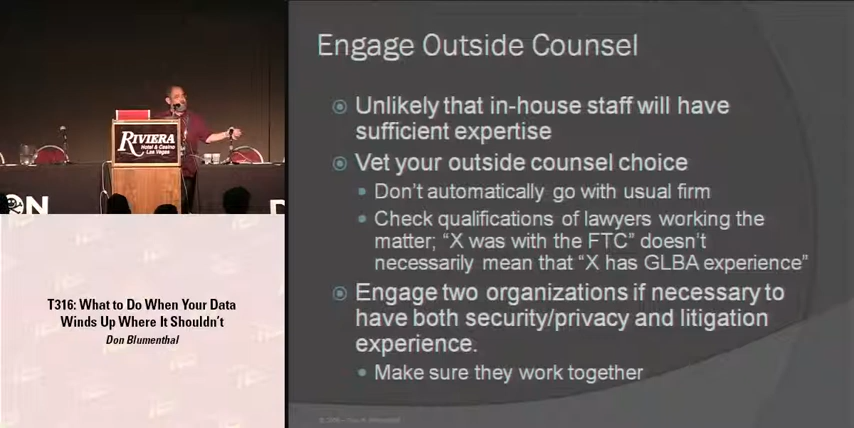 RIVIERA
Hotel & Casino
Las Vegas
ON
D
T316: What to Do When Your Data
Winds Up Where It Shouldn't
Don Blumenthal
Engage Outside Counsel
Unlikely that in-house staff will have
sufficient expertise
Vet your outside counsel choice
Don't automatically go with usual firm
Check qualifications of lawyers working the
matter; "X was with the FTC" doesn't
necessarily mean that "X has GLBA experience"
Engage two organizations if necessary to
have both security/privacy and litigation
experience.
Make sure they work together